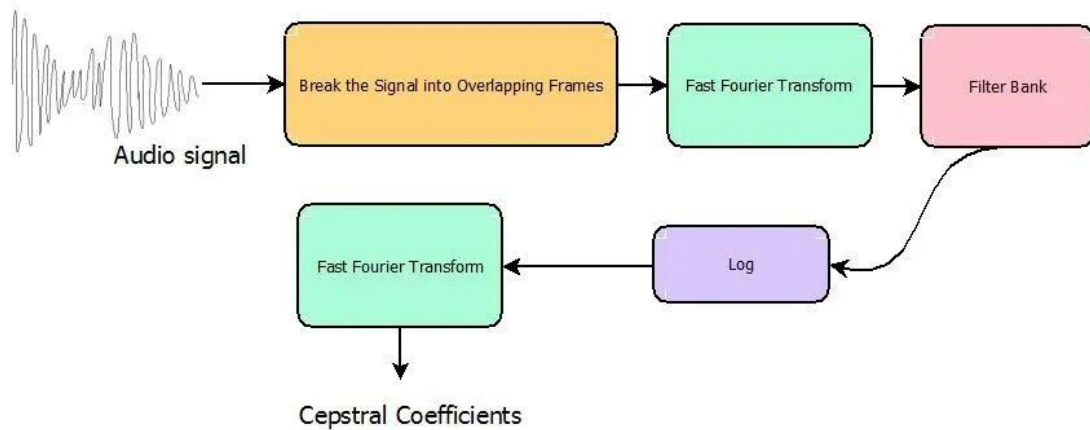 Audio signal
Break the Signal into Overlapping Frames
Fast Fourier Transform
Filter Bank
Log
Fast Fourier Transform
Cepstral Coefficients